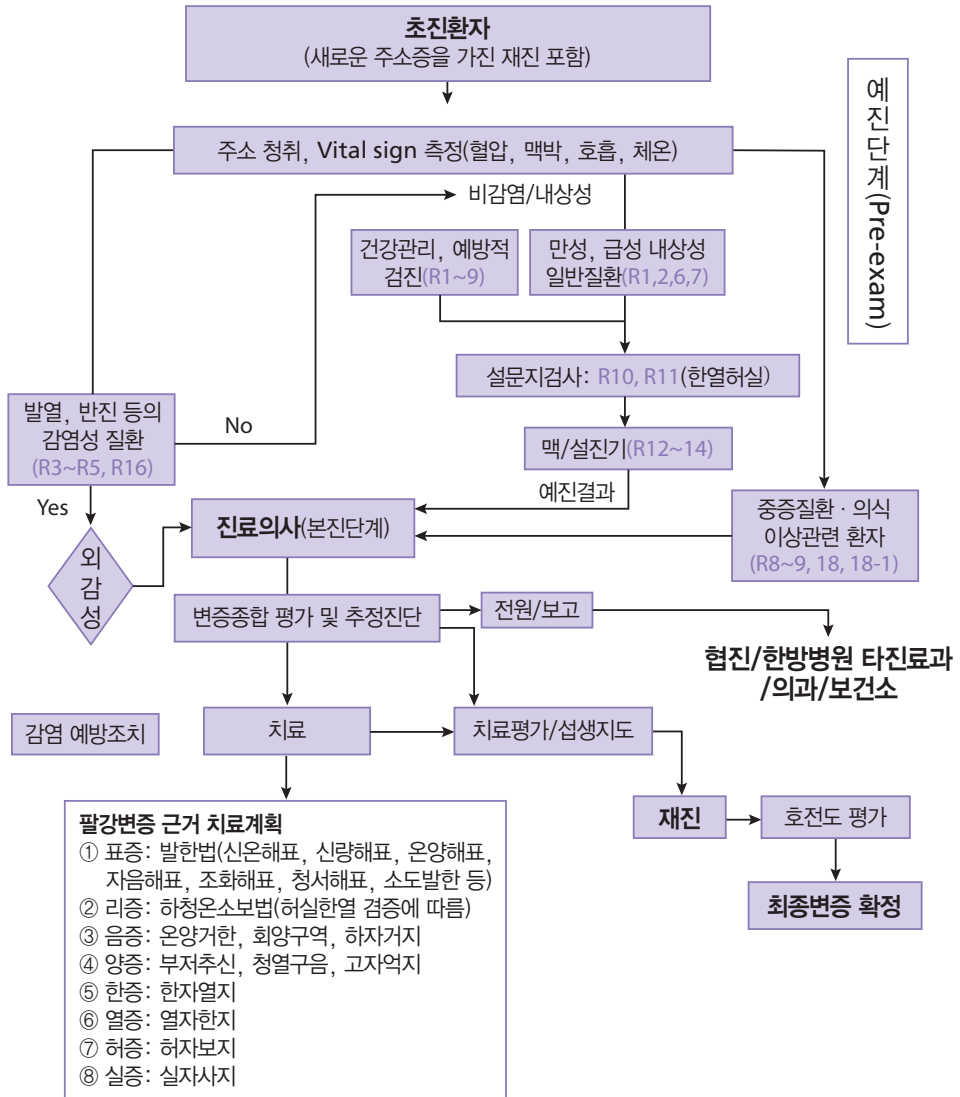 초진환자
(새로운 주소증을 가진 재진 포함)
예진단계(Pre-exam)
주소 청취, Vital sign 측정(혈압, 맥박, 호흡, 체온)
비감염/내상성
건강관리, 예방적
검진(R1~9)
만성, 급성 내상성
일반질환(R1,2,6,7)
설문지검사: R10, R11(한열허실)
발열, 반진 등의
감염성 질환
(R3~R5, R16)
No
맥/설진기(R12~14)
Yes
예진결과
진료의사(본진단계)
중증질환 · 의식
이상관련 환자
(R8~9, 18, 18-1)
외
감
성
변증종합 평가 및 추정진단
전원/보고
협진/한방병원 타진료과
/의과/보건소
감염 예방조치
치료
치료평가/섭생지도
재진
호전도 평가
최종변증 확정
팔강변증 근거 치료계획
① 표증: 발한법(신온해표, 신량해표, 온양해표,
자음해표, 조화해표, 청서해표, 소도발한 등)
② 리증: 하청온소보법(허실한열 겸증에 따름)
③ 음증: 온양거한, 회양구역, 하자거지
④ 양증: 부저추신, 청열구음, 고자억지
⑤ 한증: 한자열지
⑥ 열증: 열자한지
⑦ 허증: 허자보지
⑧ 실증: 실자사지